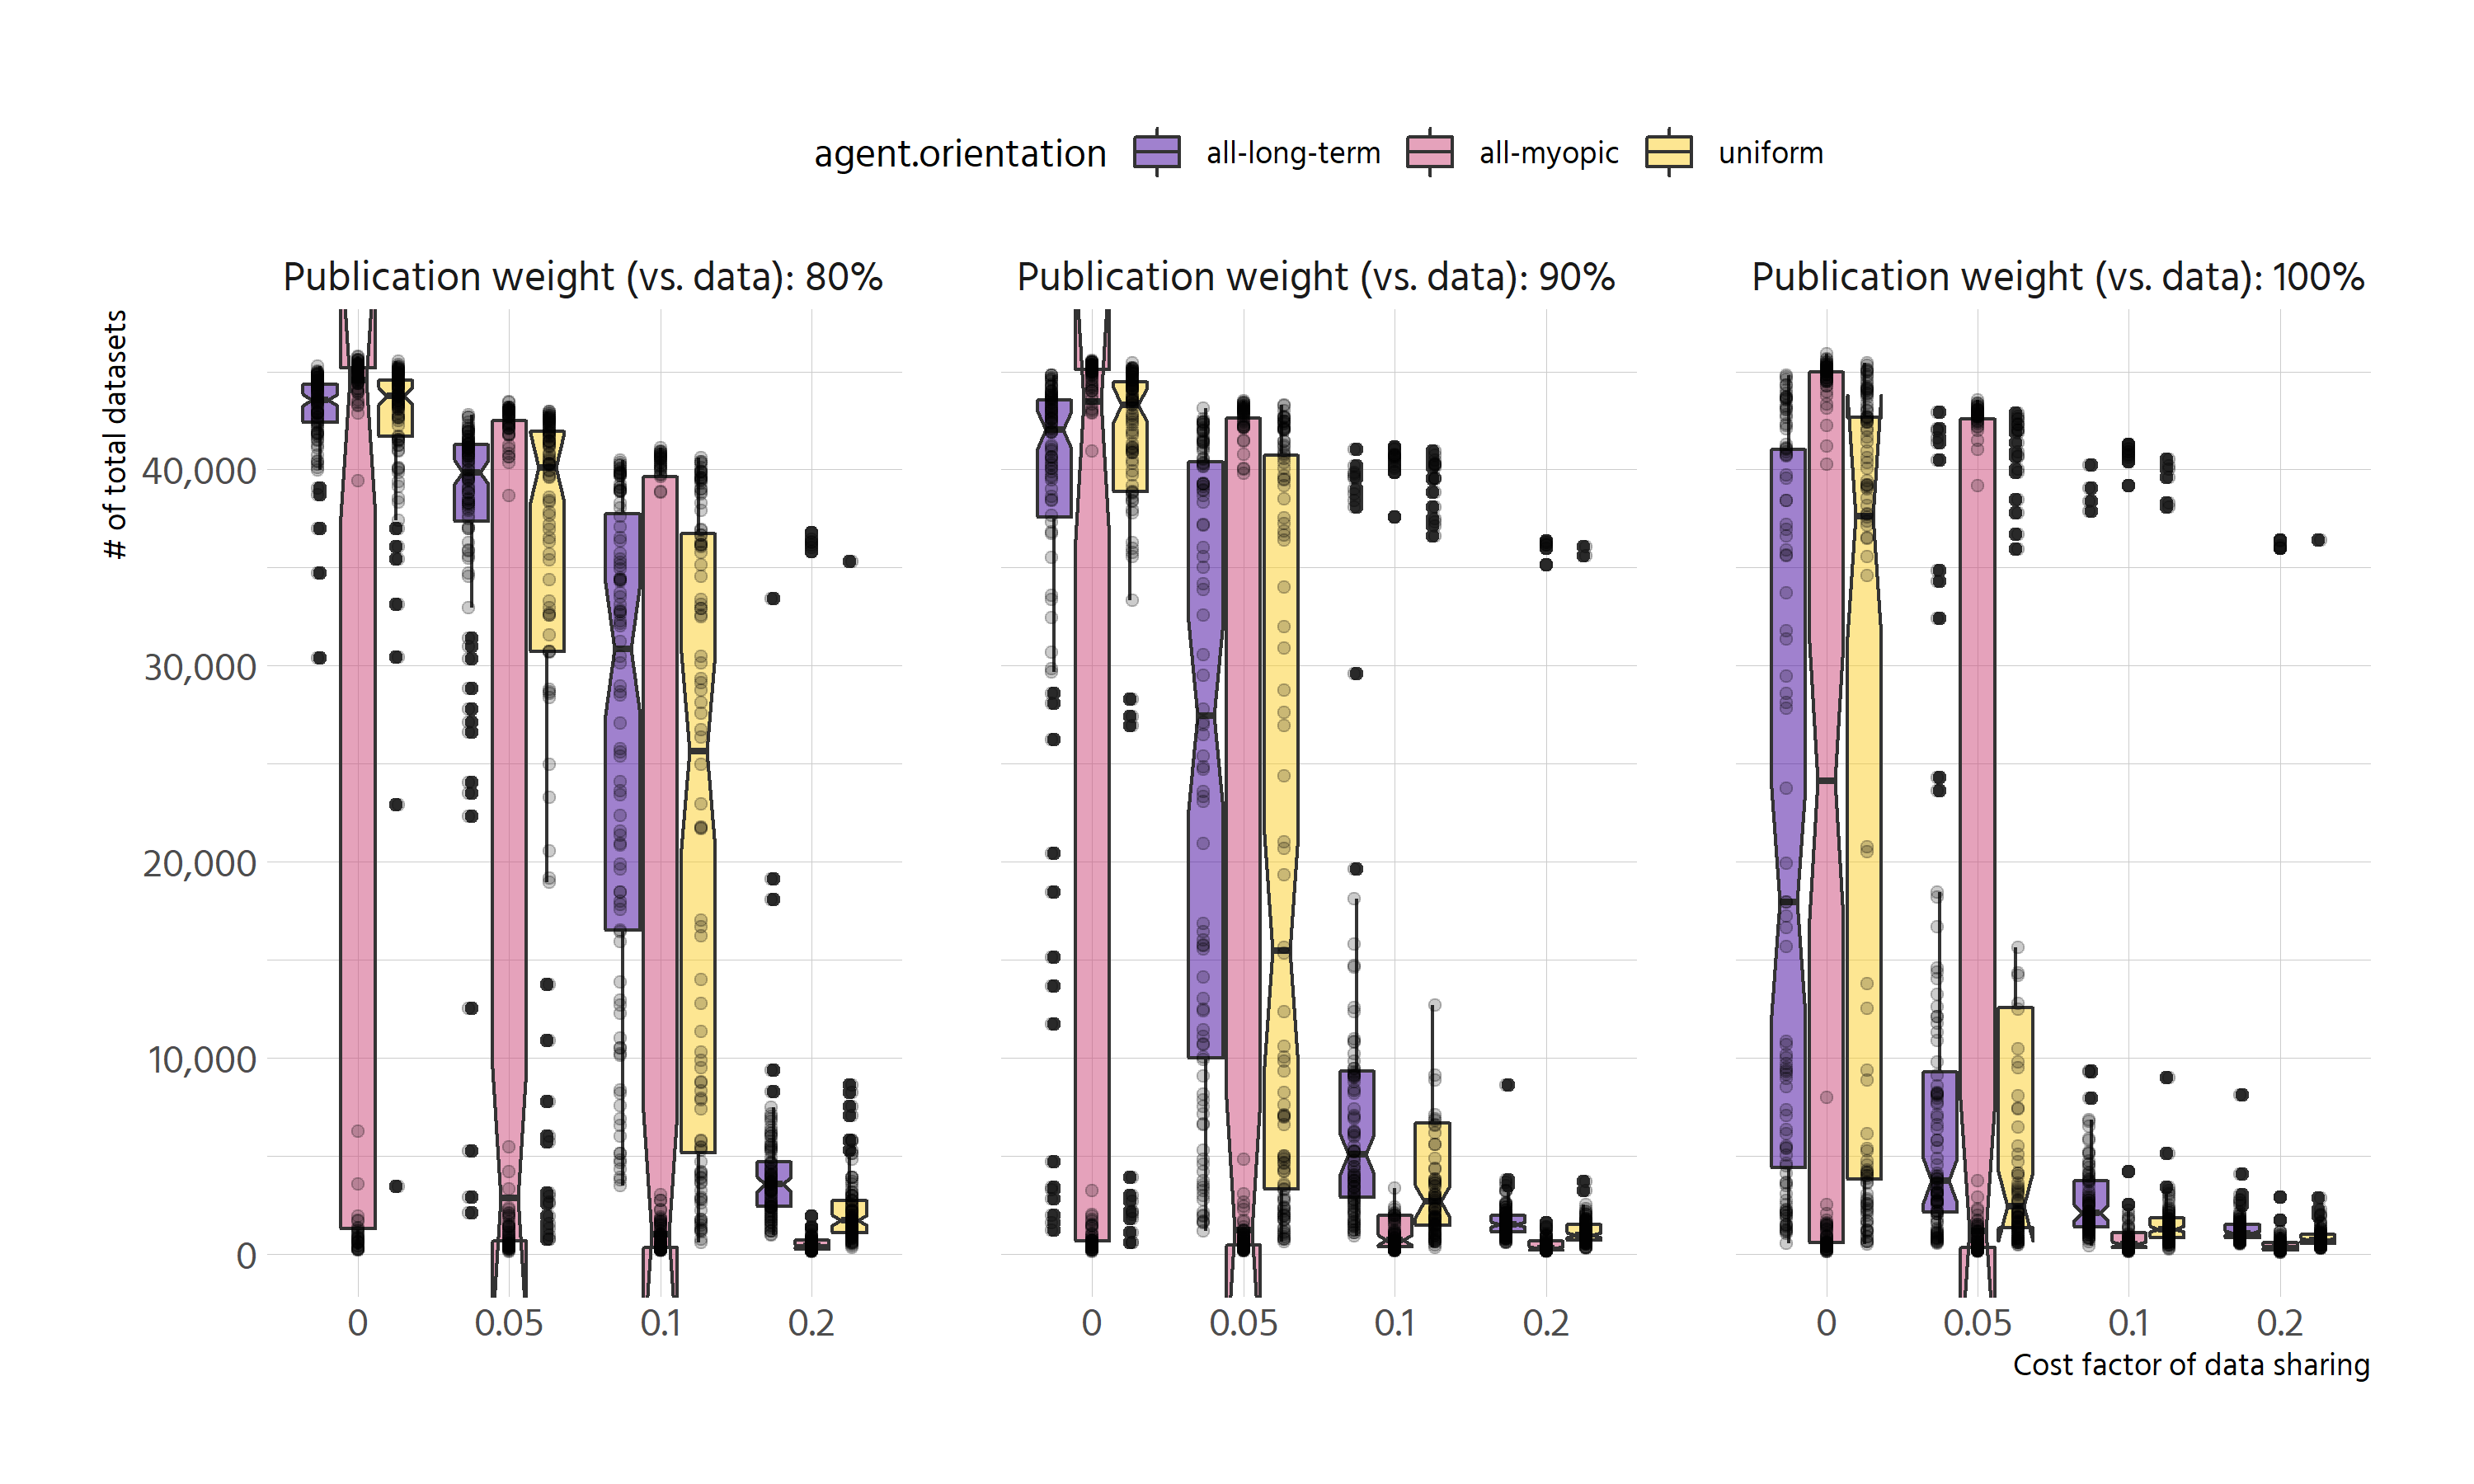 agent.orientation all-long-term all-myopic uniform
Publication weight (vs. data): 80% Publication weight (vs. data): 90% Publication weight (vs. data): 100%
# of total datasets
40,000
30,000
20,000
10,000
0
0 0.05 0.1 0.2 0 0.05 0.1 0.2 0 0.05 0.1 0.2
Cost factor of data sharing